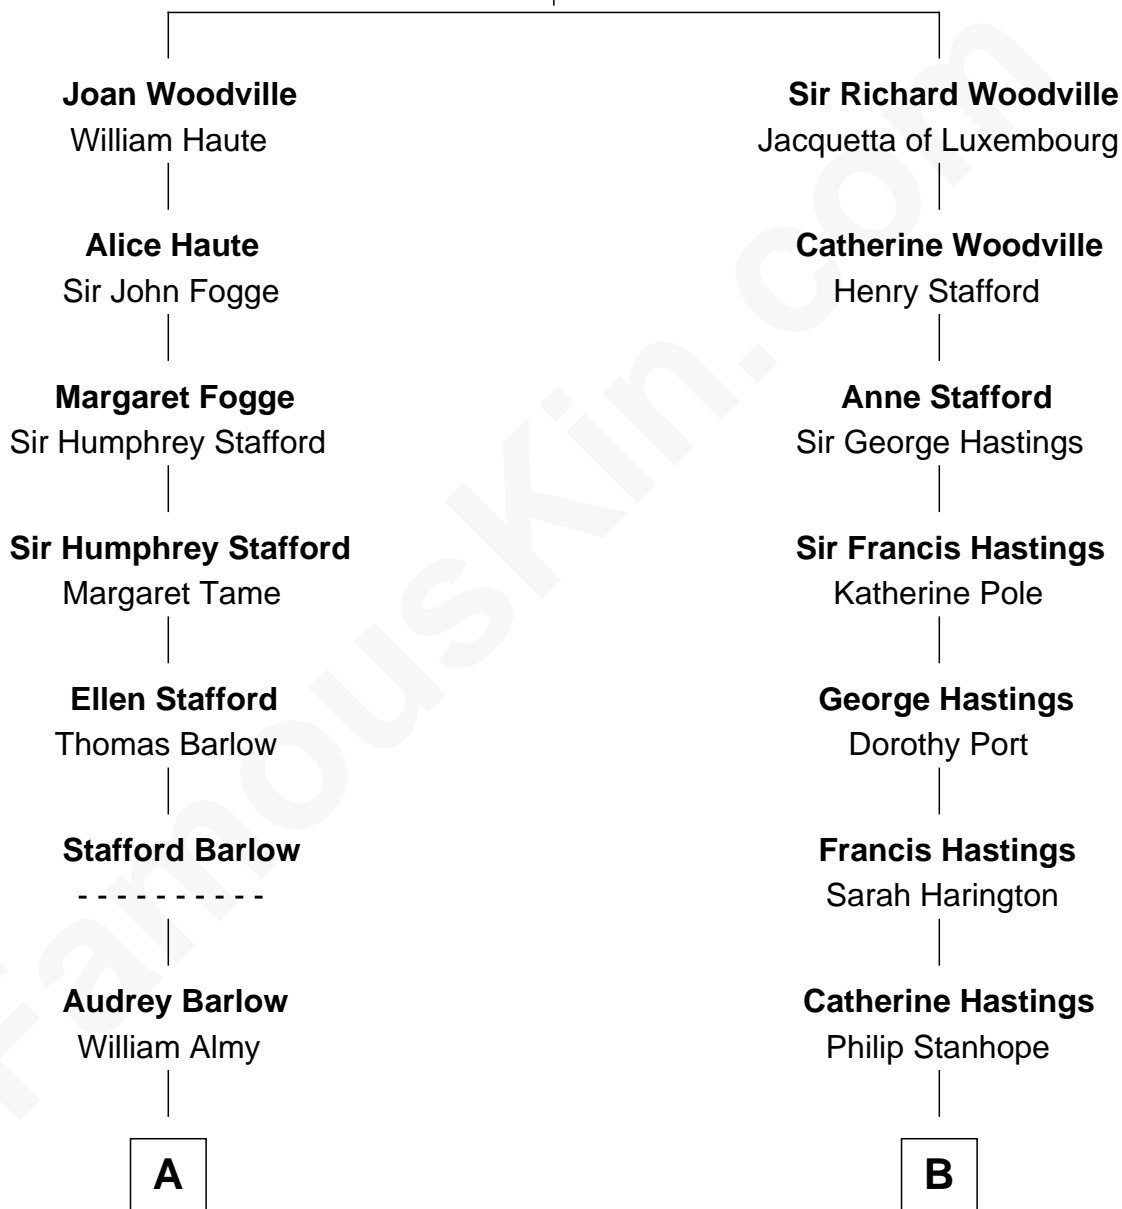 Joan Woodville
William Haute
Sir Richard Woodville
Jacquetta of Luxembourg
Alice Haute
Sir John Fogge
Catherine Woodville
Henry Stafford
Margaret Fogge
Sir Humphrey Stafford
Anne Stafford
Sir George Hastings
Sir Humphrey Stafford
Margaret Tame
Sir Francis Hastings
Katherine Pole
Ellen Stafford
Thomas Barlow
George Hastings
Dorothy Port
Stafford Barlow
- - - - - - - - - -
Francis Hastings
Sarah Harington
Audrey Barlow
William Almy
Catherine Hastings
Philip Stanhope
A
B
FamousKin.com